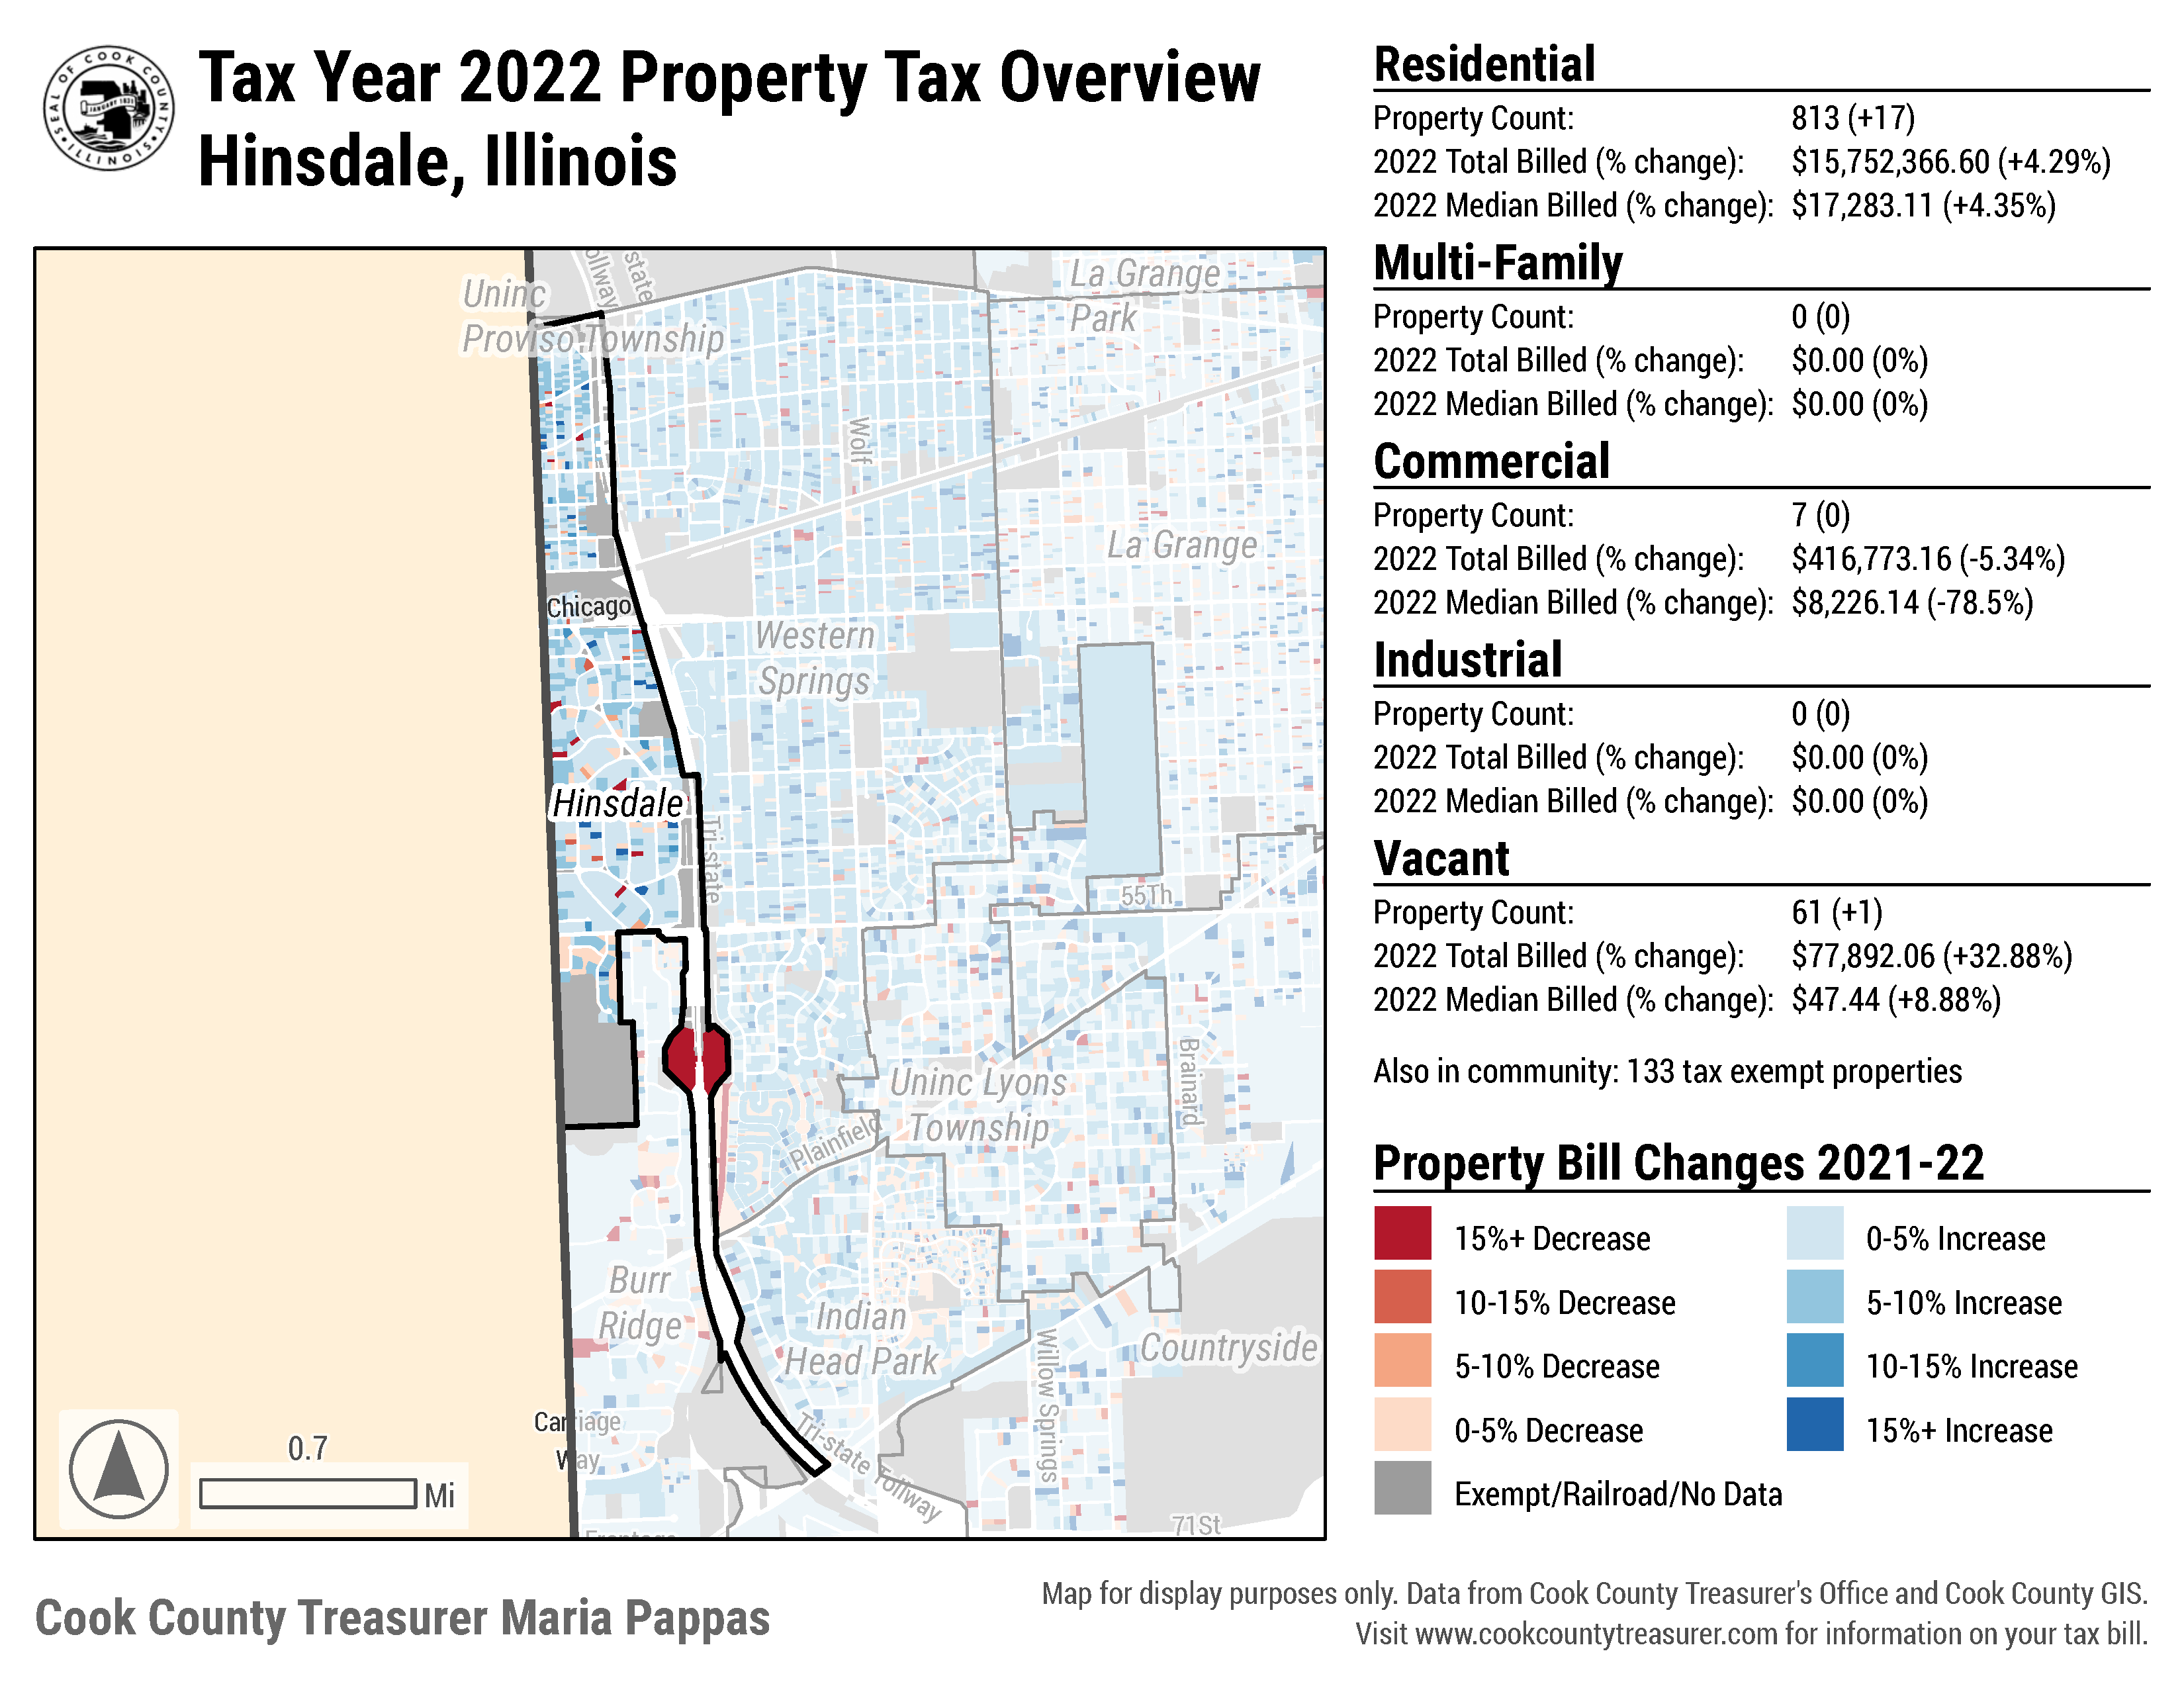 SEAL OF COOK COUNTY
ILLINOIS
Tax Year 2022 Property Tax Overview
Hinsdale, Illinois
Residential
Property Count: 813 (+17)
2022 Total Billed (% change): $15,752,366.60 (+4.29%)
2022 Median Billed (% change): $17,283.11 (+4.35%)
Multi-Family
Property Count: 0 (0)
2022 Total Billed (% change): $0.00 (0%)
2022 Median Billed (% change): $0.00 (0%)
Commercial
Property Count: 7 (0)
2022 Total Billed (% change): $416,773.16 (-5.34%)
2022 Median Billed (% change): $8,226.14 (-78.5%)
Industrial
Property Count: 0 (0)
2022 Total Billed (% change): $0.00 (0%)
2022 Median Billed (% change): $0.00 (0%)
Vacant
Property Count: 61 (+1)
2022 Total Billed (% change): $77,892.06 (+32.88%)
2022 Median Billed (% change): $47.44 (+8.88%)
Also in community: 133 tax exempt properties
Property Bill Changes 2021-22
15%+ Decrease
0-5% Increase
10-15% Decrease
5-10% Increase
5-10% Decrease
10-15% Increase
0-5% Decrease
15%+ Increase
Exempt/Railroad/No Data
Uninc
Proviso Township
La Grange
Park
Wolf
La Grange
Chicago
Western
Springs
Hinsdale
Tri-state
55Th
Uninc Lyons
Township
Brainard
Plainfield
Burr
Ridge
Indian
Head Park
Willow Springs
Countryside
Carriage
Way
Tri-state Tollway
71St
0.7
Mi
Cook County Treasurer Maria Pappas
Map for display purposes only. Data from Cook County Treasurer's Office and Cook County GIS.
Visit www.cookcountytreasurer.com for information on your tax bill.